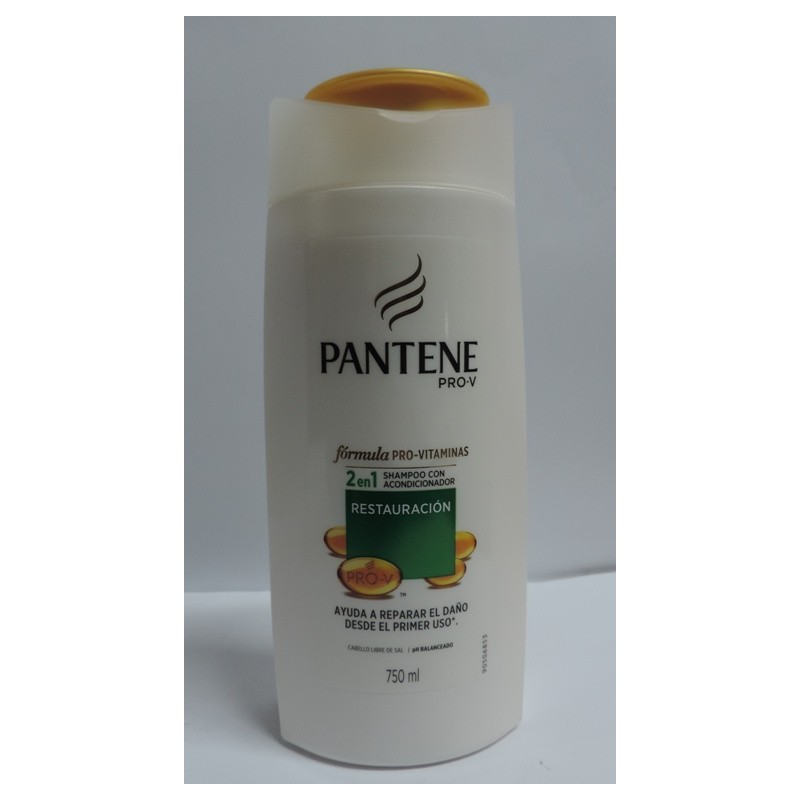 PANTENE
PRO-V
fórmula PRO-VITAMINAS
2en1 SHAMPOO CON
ACONDICIONADOR
RESTAURACIÓN
PRO-V
™
AYUDA A REPARAR EL DAÑO
DESDE EL PRIMER USO*.
CABELLO LIBRE DE SAL | pH BALANCEADO
750 ml